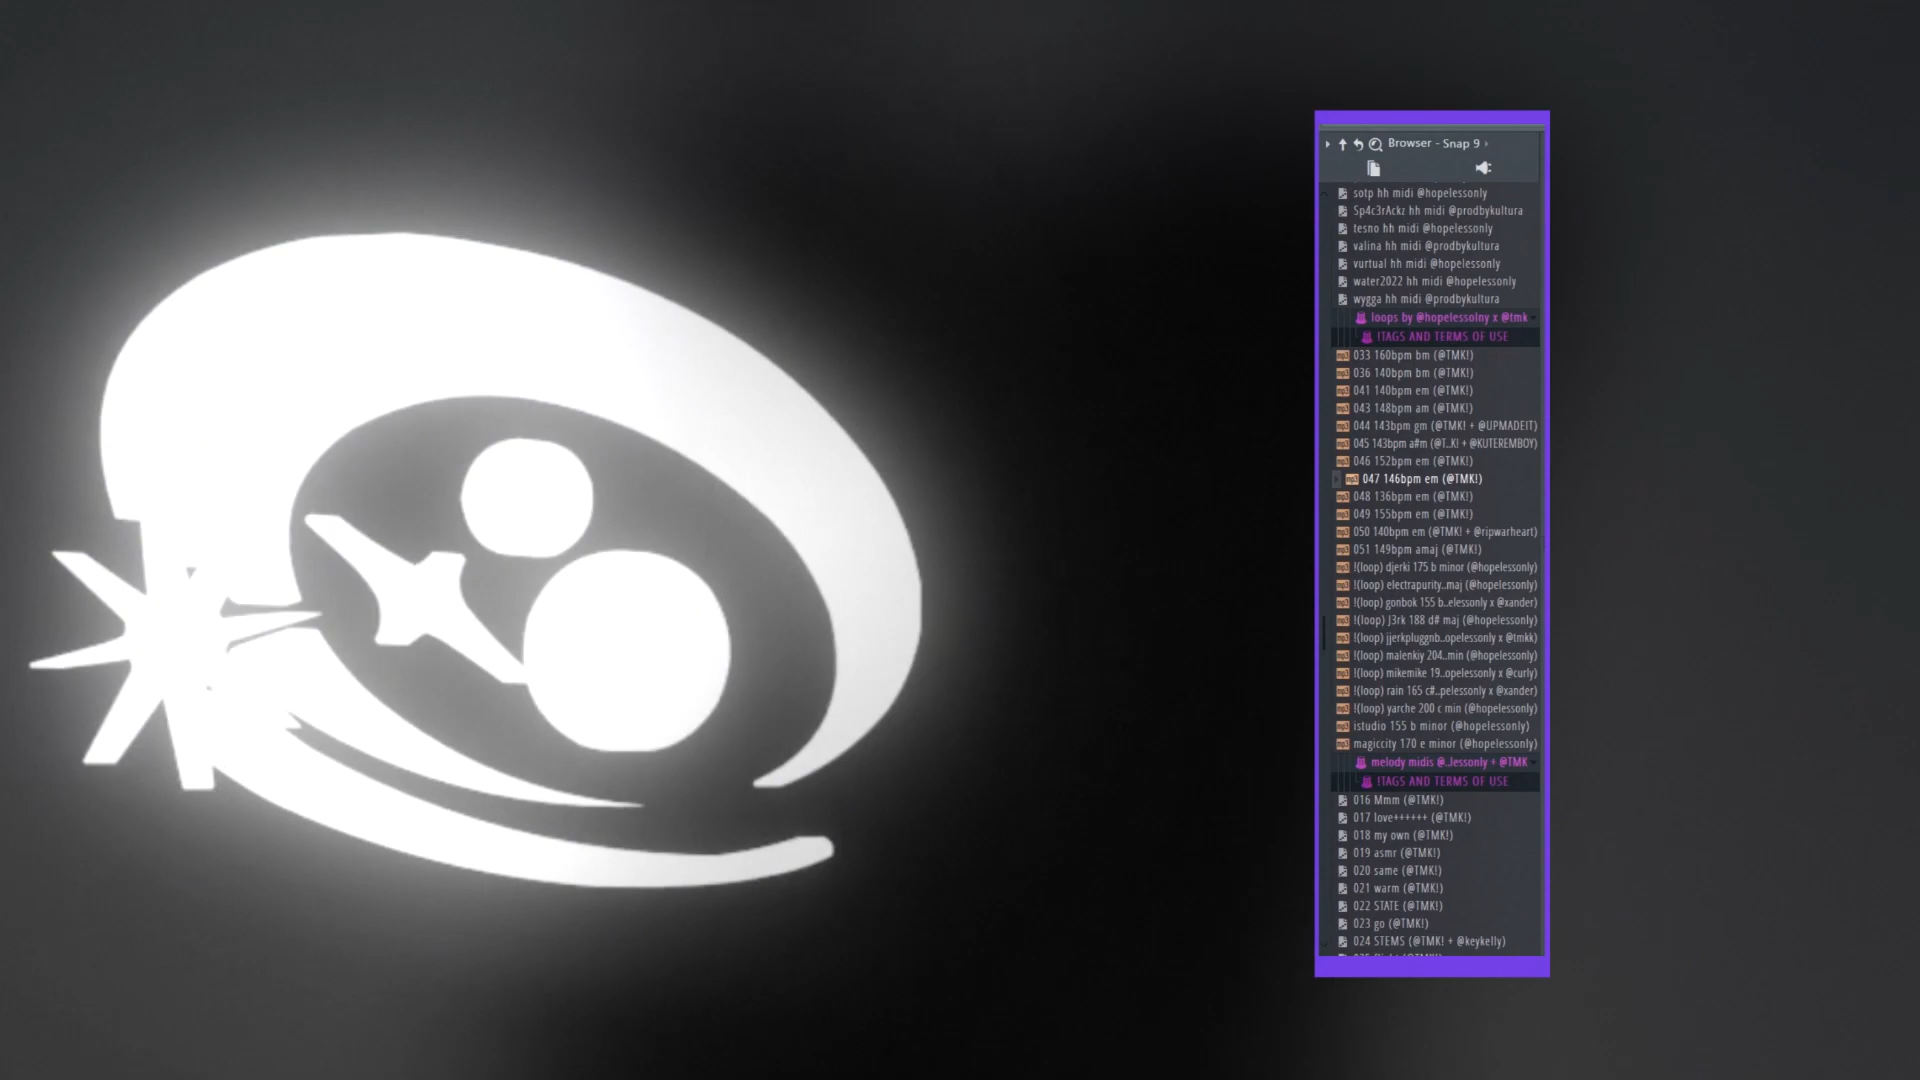 Browser - Snap 9
sotp hh midi @hopelessonly
Sp4c3rAckz hh midi @prodbykultura
tesno hh midi @hopelessonly
valina hh midi @prodbykultura
vurtual hh midi @hopelessonly
water2022 hh midi @hopelessonly
wygga hh midi @prodbykultura
loops by @hopelessolny x @tmk
!TAGS AND TERMS OF USE
033 160bpm bm (@TMK!)
036 140bpm bm (@TMK!)
041 140bpm em (@TMK!)
043 148bpm am (@TMK!)
044 143bpm gm (@TMK! + @UPMADEIT)
045 143bpm a#m (@T..K! + @KUTEREMBOY)
046 152bpm em (@TMK!)
047 146bpm em (@TMK!)
048 136bpm em (@TMK!)
049 155bpm em (@TMK!)
050 140bpm em (@TMK! + @ripwarheart)
051 149bpm amaj (@TMK!)
!(loop) djerki 175 b minor (@hopelessonly)
!(loop) electrapurity..maj (@hopelessonly)
!(loop) gonbok 155 b..elessonly x @xander)
!(loop) J3rk 188 d# maj (@hopelessonly)
!(loop) jjerkpluggnb..opelessonly x @tmkk)
!(loop) malenkiy 204..min (@hopelessonly)
!(loop) mikemike 19..opelessonly x @curly)
!(loop) rain 165 c#..pelessonly x @xander)
!(loop) yarche 200 c min (@hopelessonly)
istudio 155 b minor (@hopelessonly)
magiccity 170 e minor (@hopelessonly)
melody midis @..lessonly + @TMK
!TAGS AND TERMS OF USE
016 Mmm (@TMK!)
017 love++++++ (@TMK!)
018 my own (@TMK!)
019 asmr (@TMK!)
020 same (@TMK!)
021 warm (@TMK!)
022 STATE (@TMK!)
023 go (@TMK!)
024 STEMS (@TMK! + @keykelly)